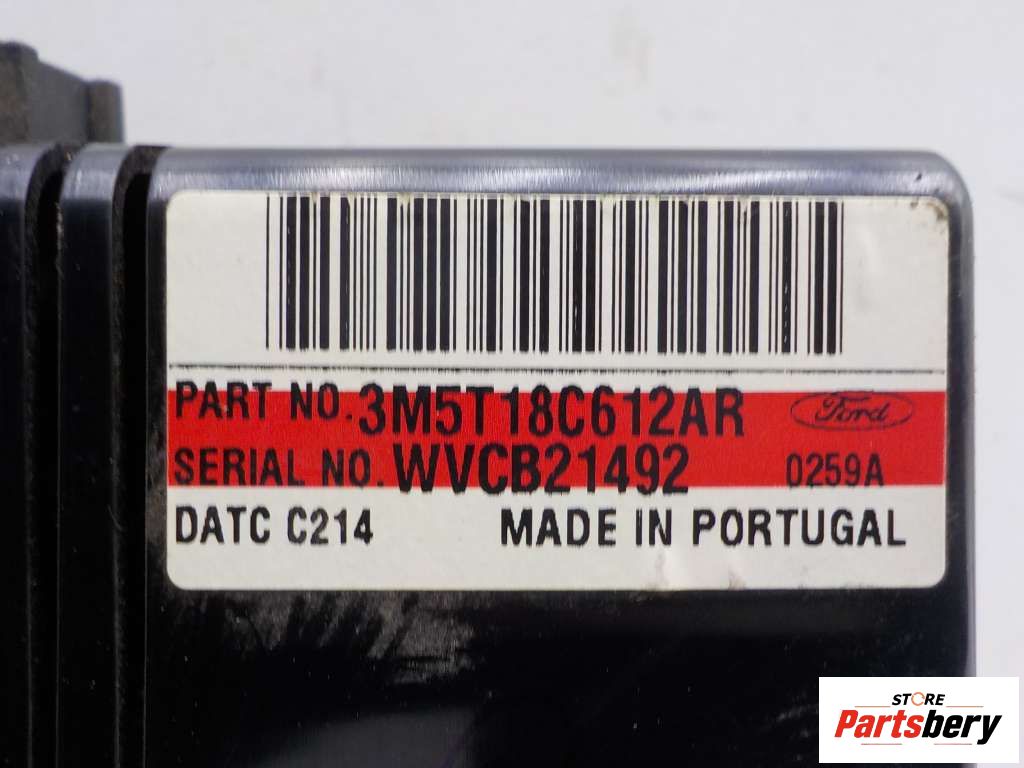 PART NO. 3M5T18C612AR Ford
SERIAL NO. WVCB21492 0259A
DATC C214 MADE IN PORTUGAL
STORE
Partsbery